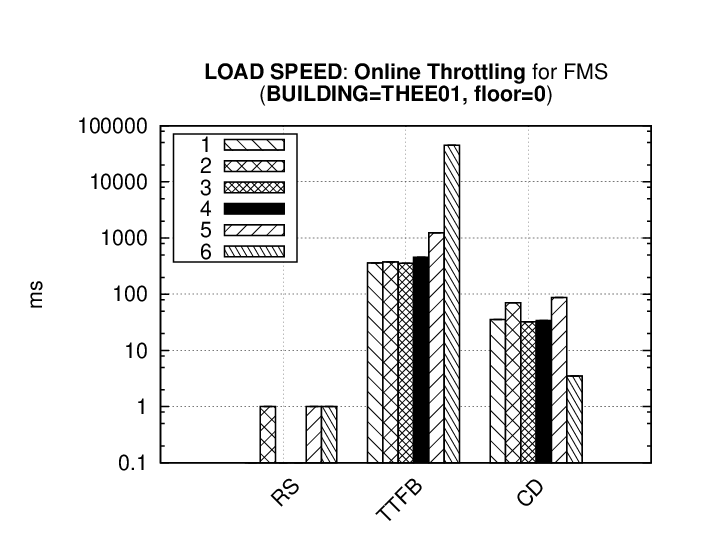 LOAD SPEED: Online Throttling for FMS
(BUILDING=THEE01, floor=0)
100000
10000
1000
100
10
1
0.1
ms
1
2
3
4
5
6
RS
TTFB
CD